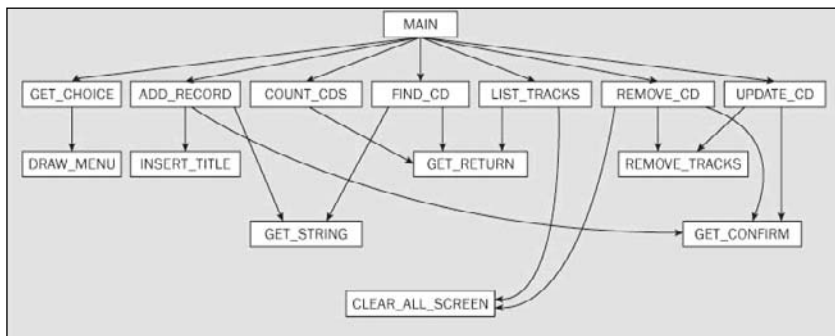 MAIN
GET_CHOICE ADD_RECORD COUNT_CDS FIND_CD LIST_TRACKS REMOVE_CD UPDATE_CD
DRAW_MENU INSERT_TITLE GET_RETURN REMOVE_TRACKS
GET_STRING GET_CONFIRM
CLEAR_ALL_SCREEN